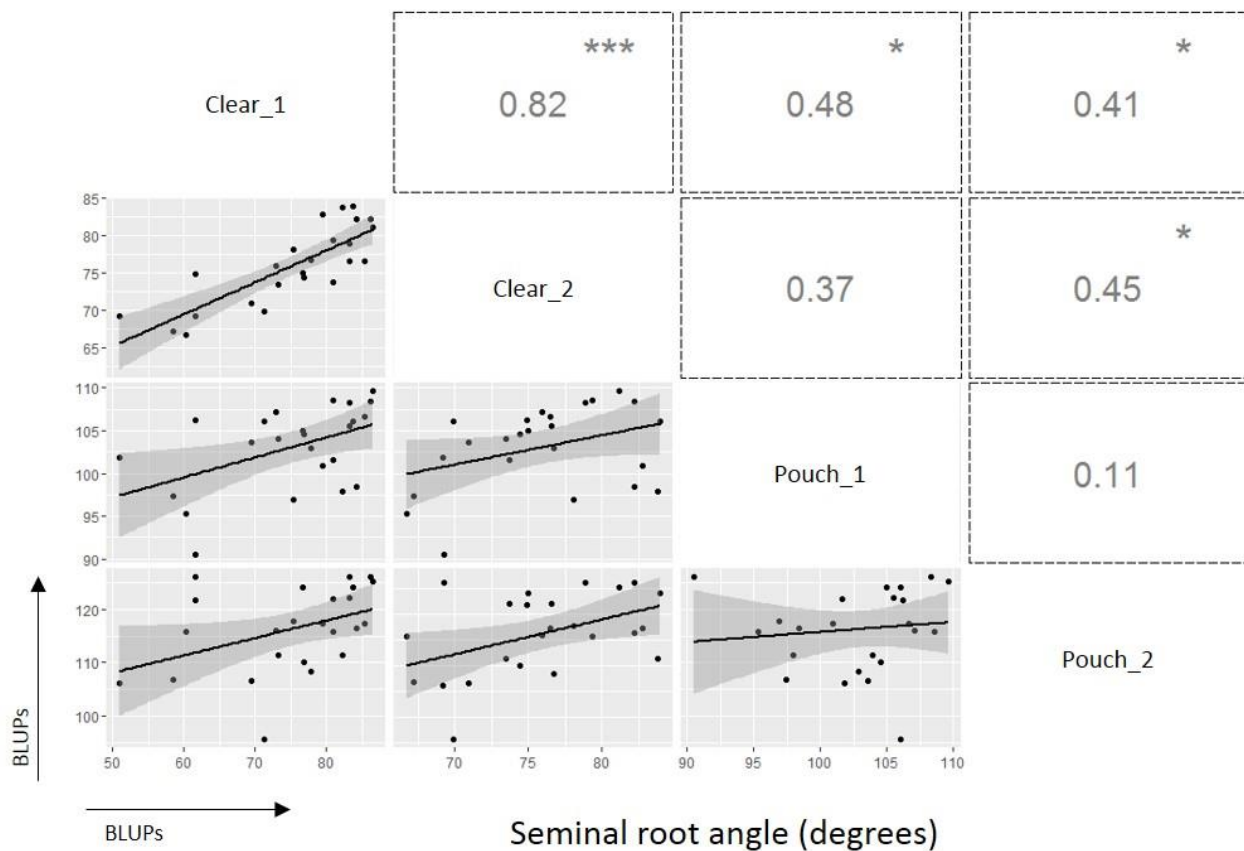 ***
*
*
Clear_1
0.82
0.48
0.41
85
80
75
70
65
*
Clear_2
0.37
0.45
110
105
100
95
90
Pouch_1
0.11
120
110
100
Pouch_2
50 60 70 80
70 80
90 95 100 105 110
BLUPs
BLUPs
Seminal root angle (degrees)